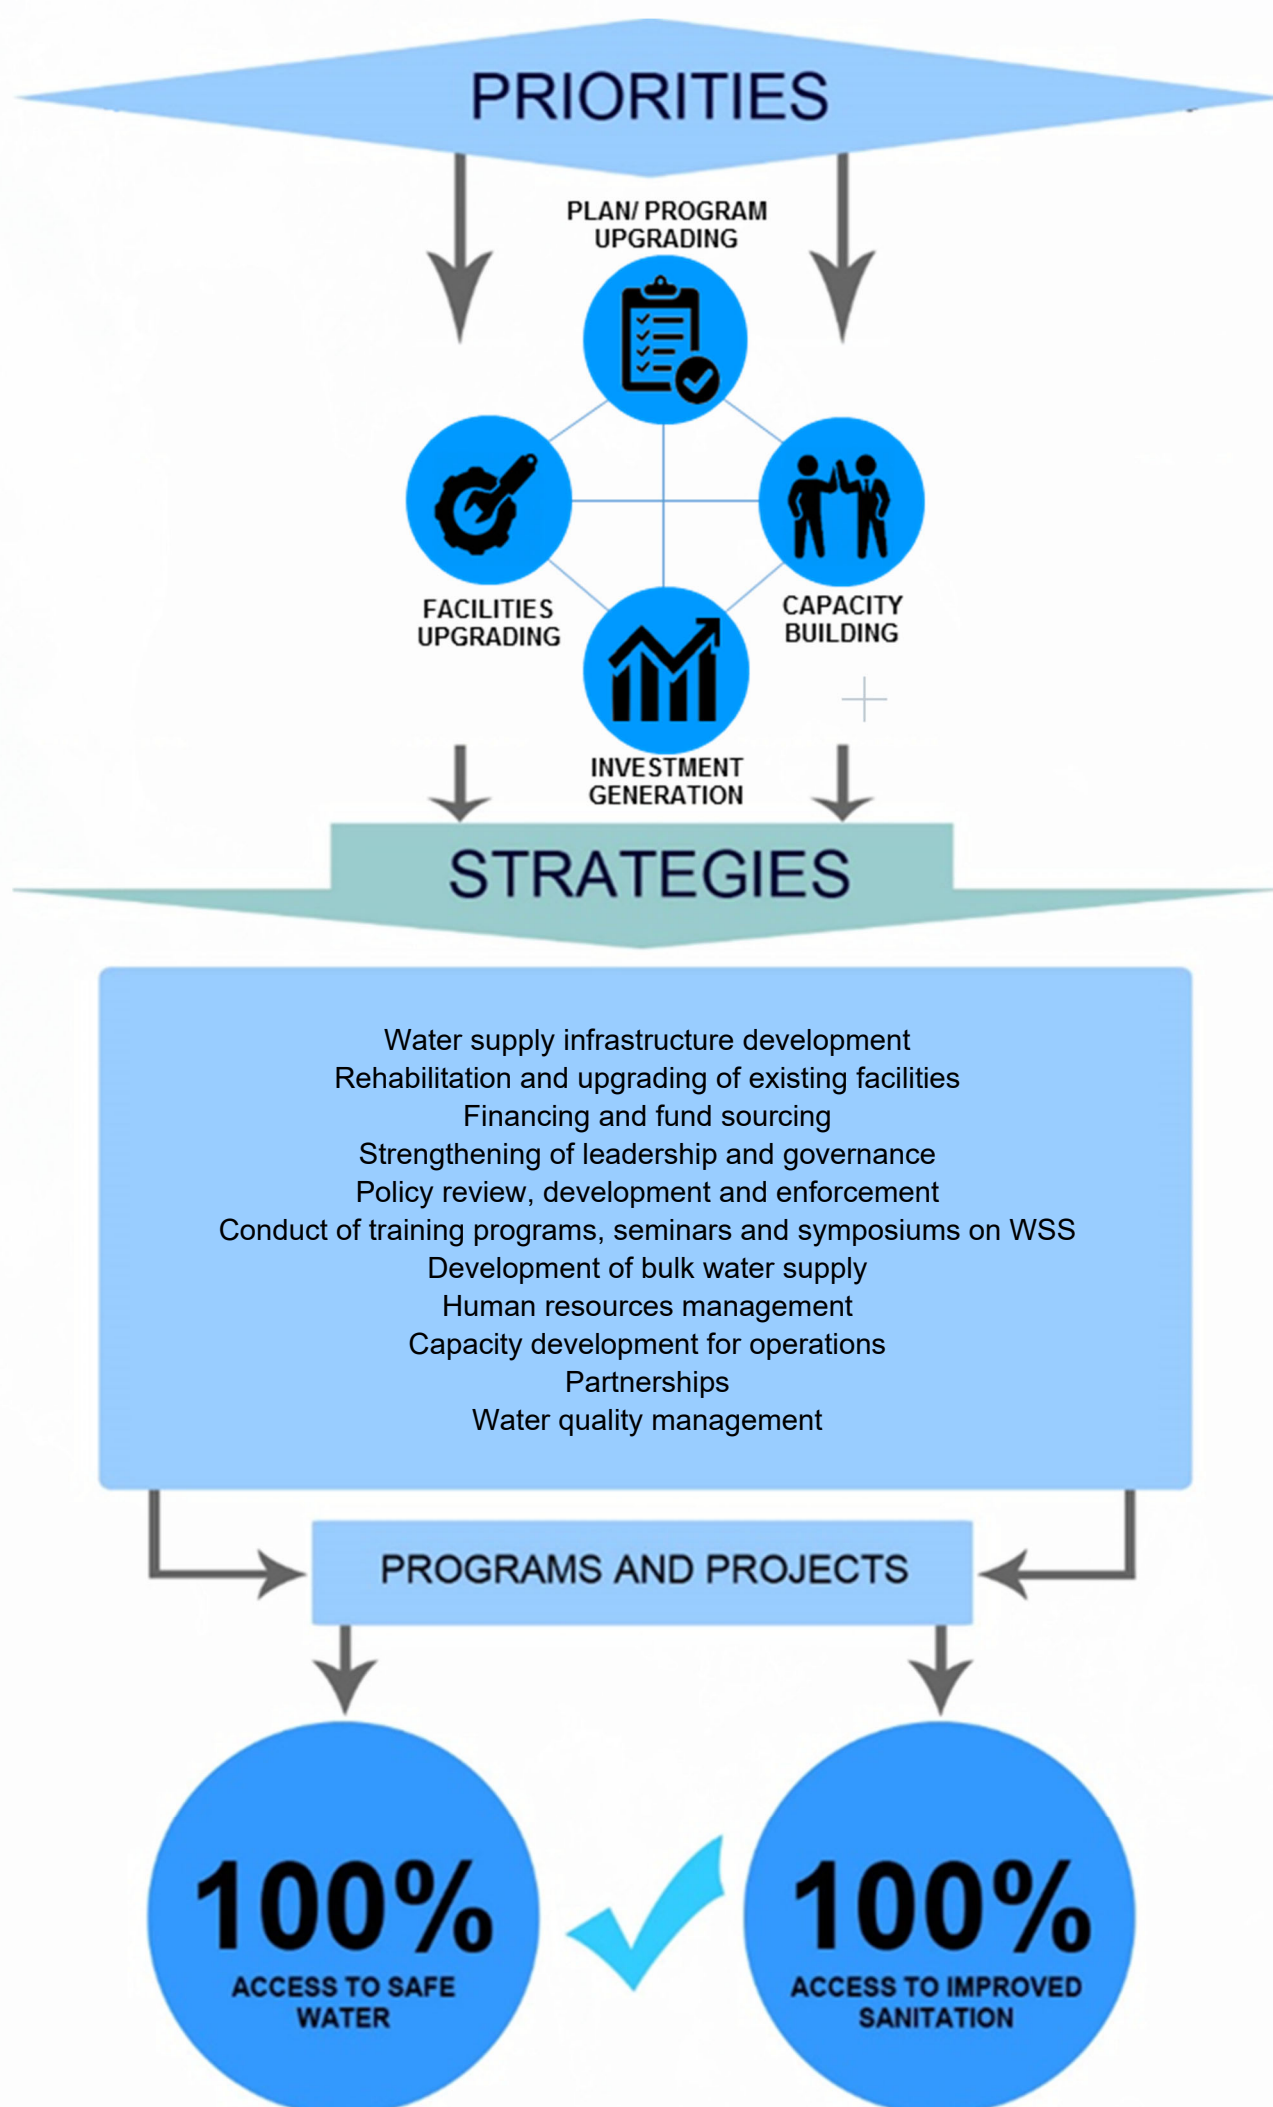 PRIORITIES
PLAN/ PROGRAM
UPGRADING
FACILITIES
UPGRADING
CAPACITY
BUILDING
INVESTMENT
GENERATION
STRATEGIES
Water supply infrastructure development
Rehabilitation and upgrading of existing facilities
Financing and fund sourcing
Strengthening of leadership and governance
Policy review, development and enforcement
Conduct of training programs, seminars and symposiums on WSS
Development of bulk water supply
Human resources management
Capacity development for operations
Partnerships
Water quality management
PROGRAMS AND PROJECTS
100%
ACCESS TO SAFE
WATER
100%
ACCESS TO IMPROVED
SANITATION